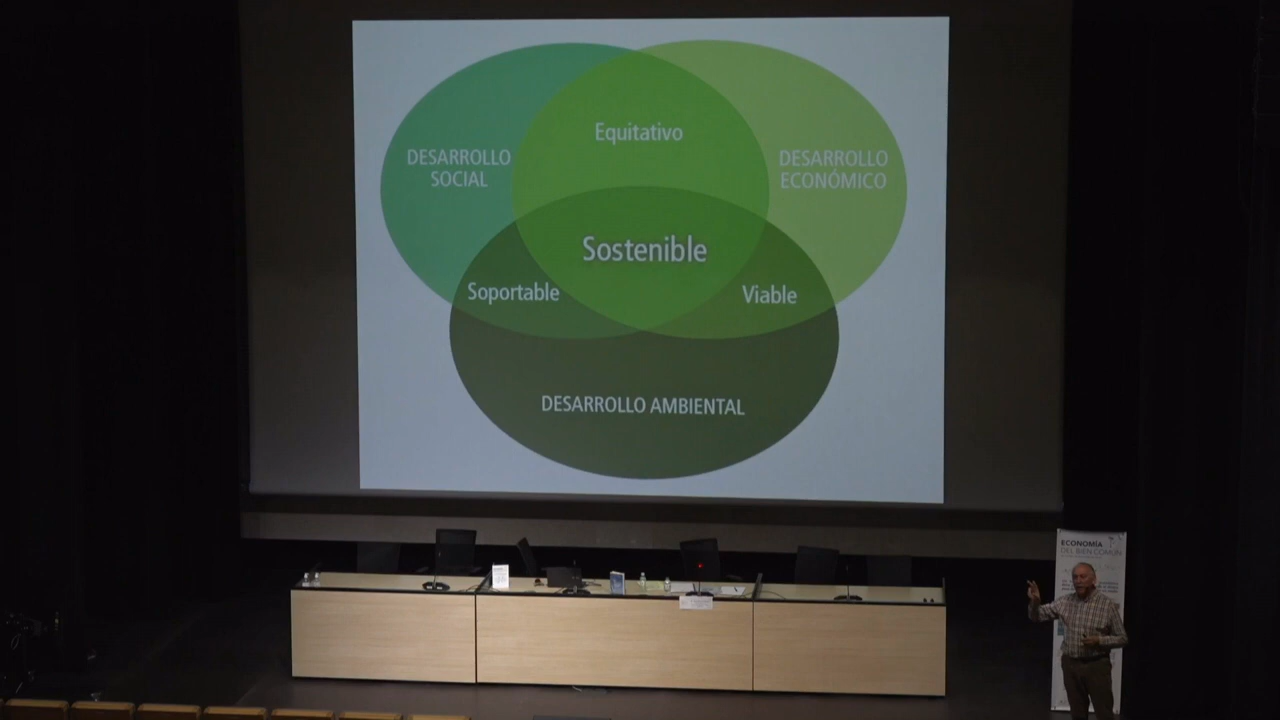 Equitativo
DESARROLLO
SOCIAL
DESARROLLO
ECONÓMICO
Sostenible
Soportable
Viable
DESARROLLO AMBIENTAL
ECONOMÍA
DEL BIEN COMÚN